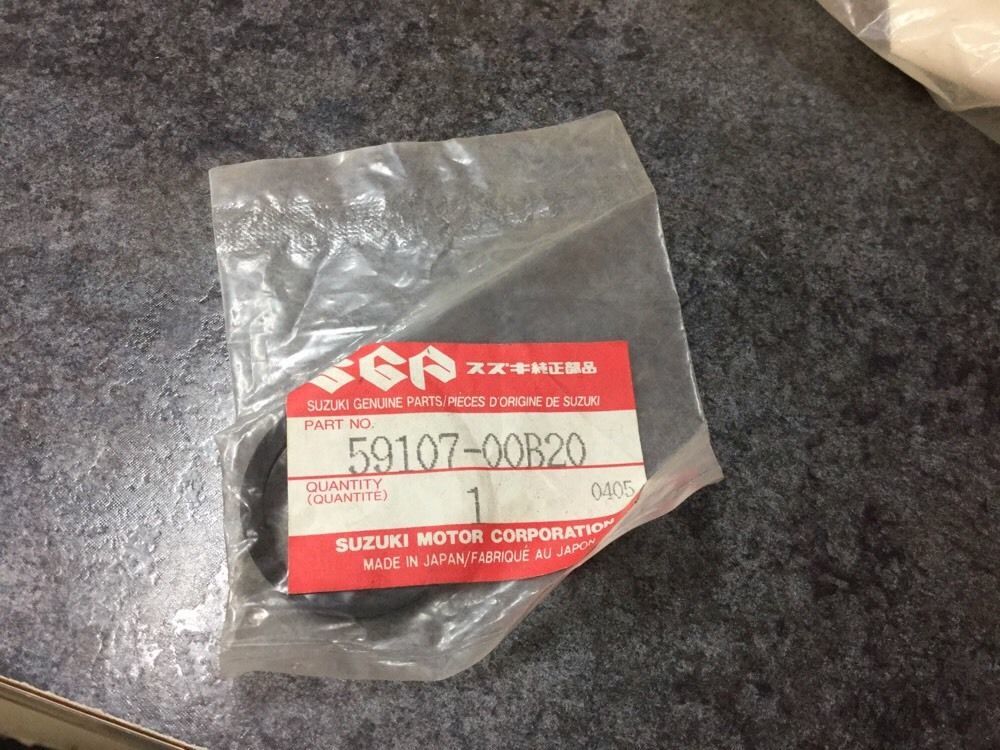 SGP スズキ純正部品
SUZUKI GENUINE PARTS/PIÈCES D'ORIGINE DE SUZUKI
PART NO.
59107-00B20
QUANTITY
(QUANTITÉ)
1
0405
SUZUKI MOTOR CORPORATION
MADE IN JAPAN/FABRIQUÉ AU JAPON